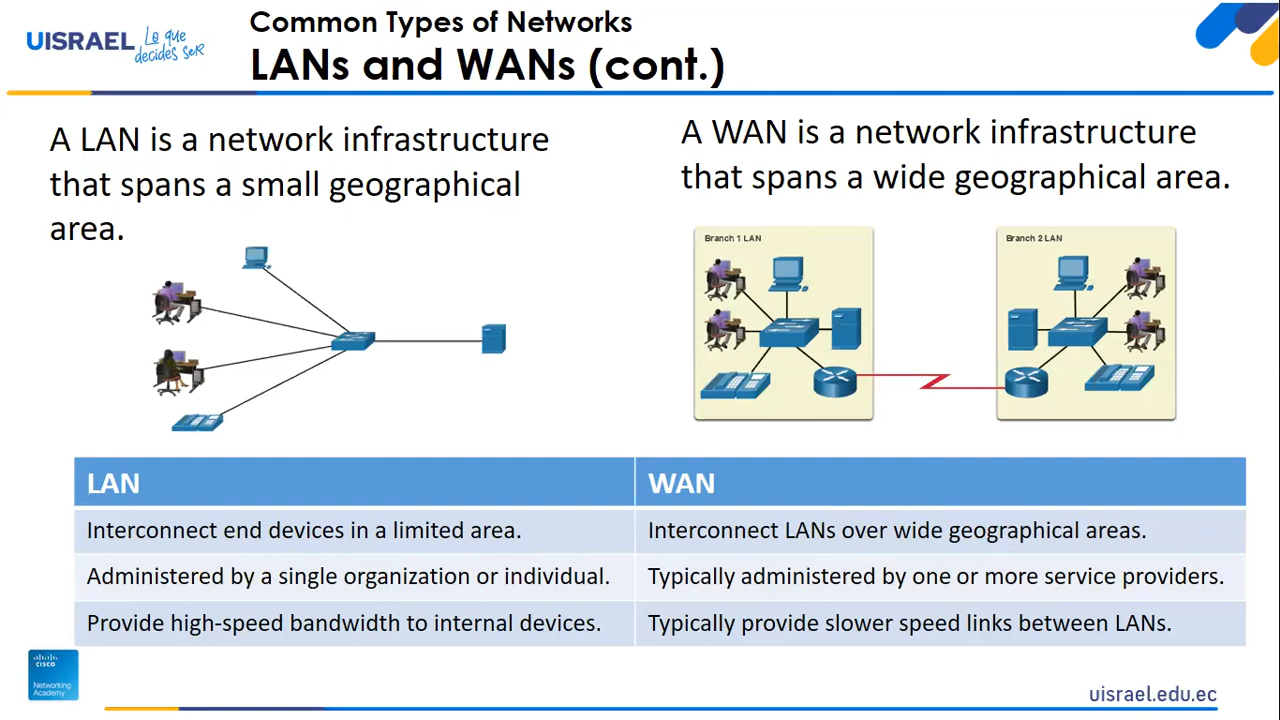 UISRAEL Lo que
decides seR
Common Types of Networks
LANs and WANs (cont.)
A LAN is a network infrastructure
that spans a small geographical
area.
A WAN is a network infrastructure
that spans a wide geographical area.
Branch 1 LAN
Branch 2 LAN
LAN
WAN
Interconnect end devices in a limited area.
Interconnect LANs over wide geographical areas.
Administered by a single organization or individual.
Typically administered by one or more service providers.
Provide high-speed bandwidth to internal devices.
Typically provide slower speed links between LANs.
CISCO
Networking
Academy
uisrael.edu.ec